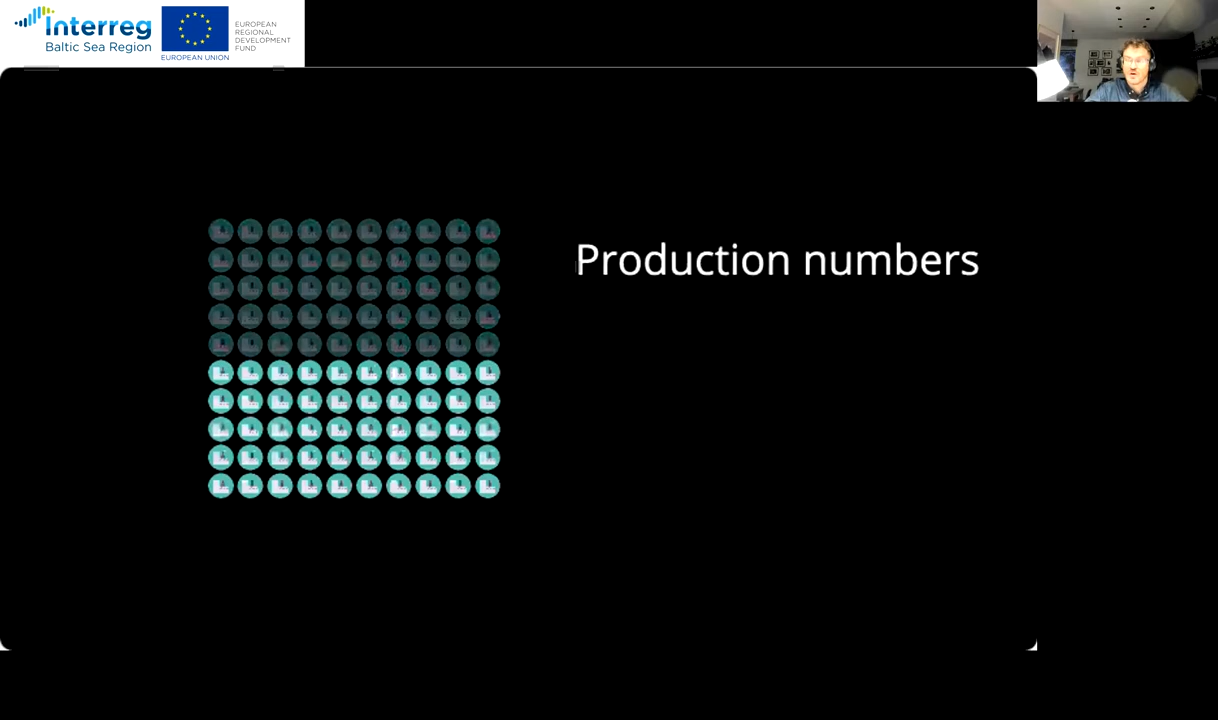 Interreg
Baltic Sea Region
EUROPEAN UNION
EUROPEAN
REGIONAL
DEVELOPMENT
FUND
Production numbers